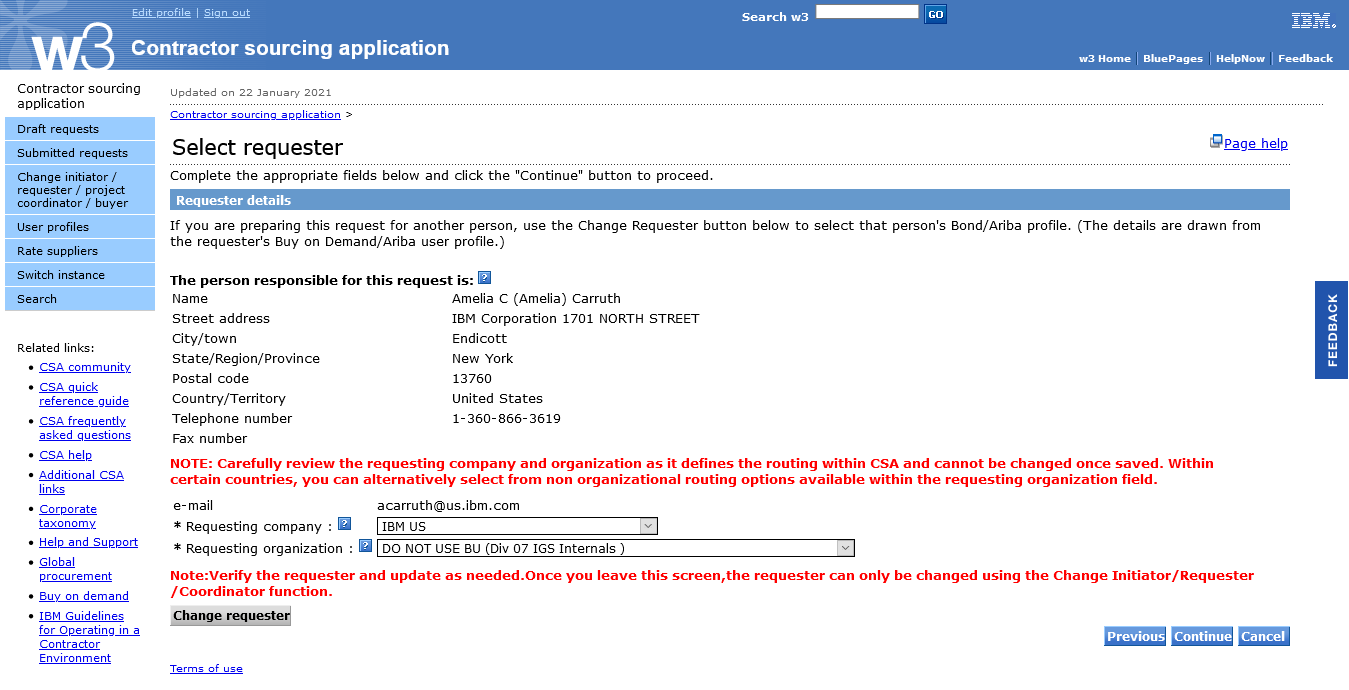 Edit profile | Sign out
Search w3
GO
IBM.
w3
Contractor sourcing application
w3 Home | BluePages | HelpNow | Feedback
Contractor sourcing
application
Draft requests
Submitted requests
Change initiator /
requester / project
coordinator / buyer
User profiles
Rate suppliers
Switch instance
Search
Related links:
CSA community
CSA quick
reference guide
CSA frequently
asked questions
CSA help
Additional CSA
links
Corporate
taxonomy
Help and Support
Global
procurement
Buy on demand
IBM Guidelines
for Operating in a
Contractor
Environment
Updated on 22 January 2021
Contractor sourcing application >
Select requester
Page help
Complete the appropriate fields below and click the "Continue" button to proceed.
Requester details
If you are preparing this request for another person, use the Change Requester button below to select that person's Bond/Ariba profile. (The details are drawn from
the requester's Buy on Demand/Ariba user profile.)
The person responsible for this request is: ?
Name Amelia C (Amelia) Carruth
Street address IBM Corporation 1701 NORTH STREET
City/town Endicott
State/Region/Province New York
Postal code 13760
Country/Territory United States
Telephone number 1-360-866-3619
Fax number
NOTE: Carefully review the requesting company and organization as it defines the routing within CSA and cannot be changed once saved. Within
certain countries, you can alternatively select from non organizational routing options available within the requesting organization field.
e-mail acarruth@us.ibm.com
* Requesting company : ? IBM US
* Requesting organization : ? DO NOT USE BU (Div 07 IGS Internals )
Note:Verify the requester and update as needed.Once you leave this screen,the requester can only be changed using the Change Initiator/Requester
/Coordinator function.
Change requester
Previous Continue Cancel
Terms of use
FEEDBACK